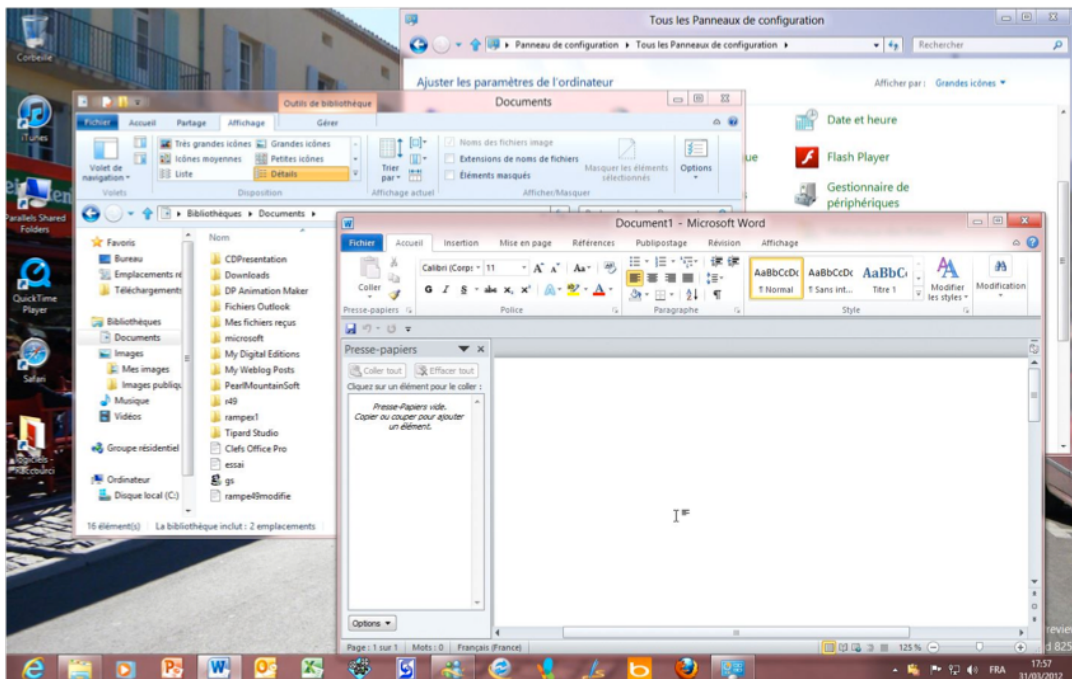 Corbeille
iTunes
Parallels Shared
Folders
QuickTime
Player
Safari
Tous les Panneaux de configuration
Panneau de configuration
Tous les Panneaux de configuration
Rechercher
Ajuster les paramètres de l'ordinateur
Afficher par :
Grandes icônes
Date et heure
Flash Player
Gestionnaire de
périphériques
Outils de bibliothèque
Documents
Fichier
Accueil
Partage
Affichage
Gérer
Volet de
navigation
Très grandes icônes
Grandes icônes
Icônes moyennes
Petites icônes
Liste
Détails
Trier
par
Noms des fichiers image
Extensions de noms de fichiers
Éléments masqués
Masquer les éléments
sélectionnés
Options
Volets
Disposition
Affichage actuel
Afficher/Masquer
Bibliothèques
Documents
Favoris
Bureau
Emplacements ré
Téléchargements
Bibliothèques
Documents
Images
Mes images
Images publiqu
Musique
Vidéos
Groupe résidentiel
Ordinateur
Disque local (C:)
Nom
CDPresentation
Downloads
DP Animation Maker
Fichiers Outlook
Mes fichiers reçus
microsoft
My Digital Editions
My Weblog Posts
PearlMountainSoft
r49
rampex1
Tipard Studio
Clefs Office Pro
essai
gs
rampe49modifie
16 élément(s)
La bibliothèque inclut : 2 emplacements
Document1 - Microsoft Word
Fichier
Accueil
Insertion
Mise en page
Références
Publipostage
Révision
Affichage
Coller
Calibri (Corps
11
G I S abc x, x'
AaBbCcDc
AaBbCcDc
AaBbC
¶ Normal
¶ Sans int...
Titre 1
Modifier
les styles
Modification
Presse-papiers
Police
Paragraphe
Style
Presse-papiers
Coller tout
Effacer tout
Cliquez sur un élément pour le coller :
Presse-Papiers vide.
Copier ou couper pour ajouter
un élément.
Options
Page : 1 sur 1
Mots : 0
Français (France)
125 %
FRA
17:57
31/03/2012